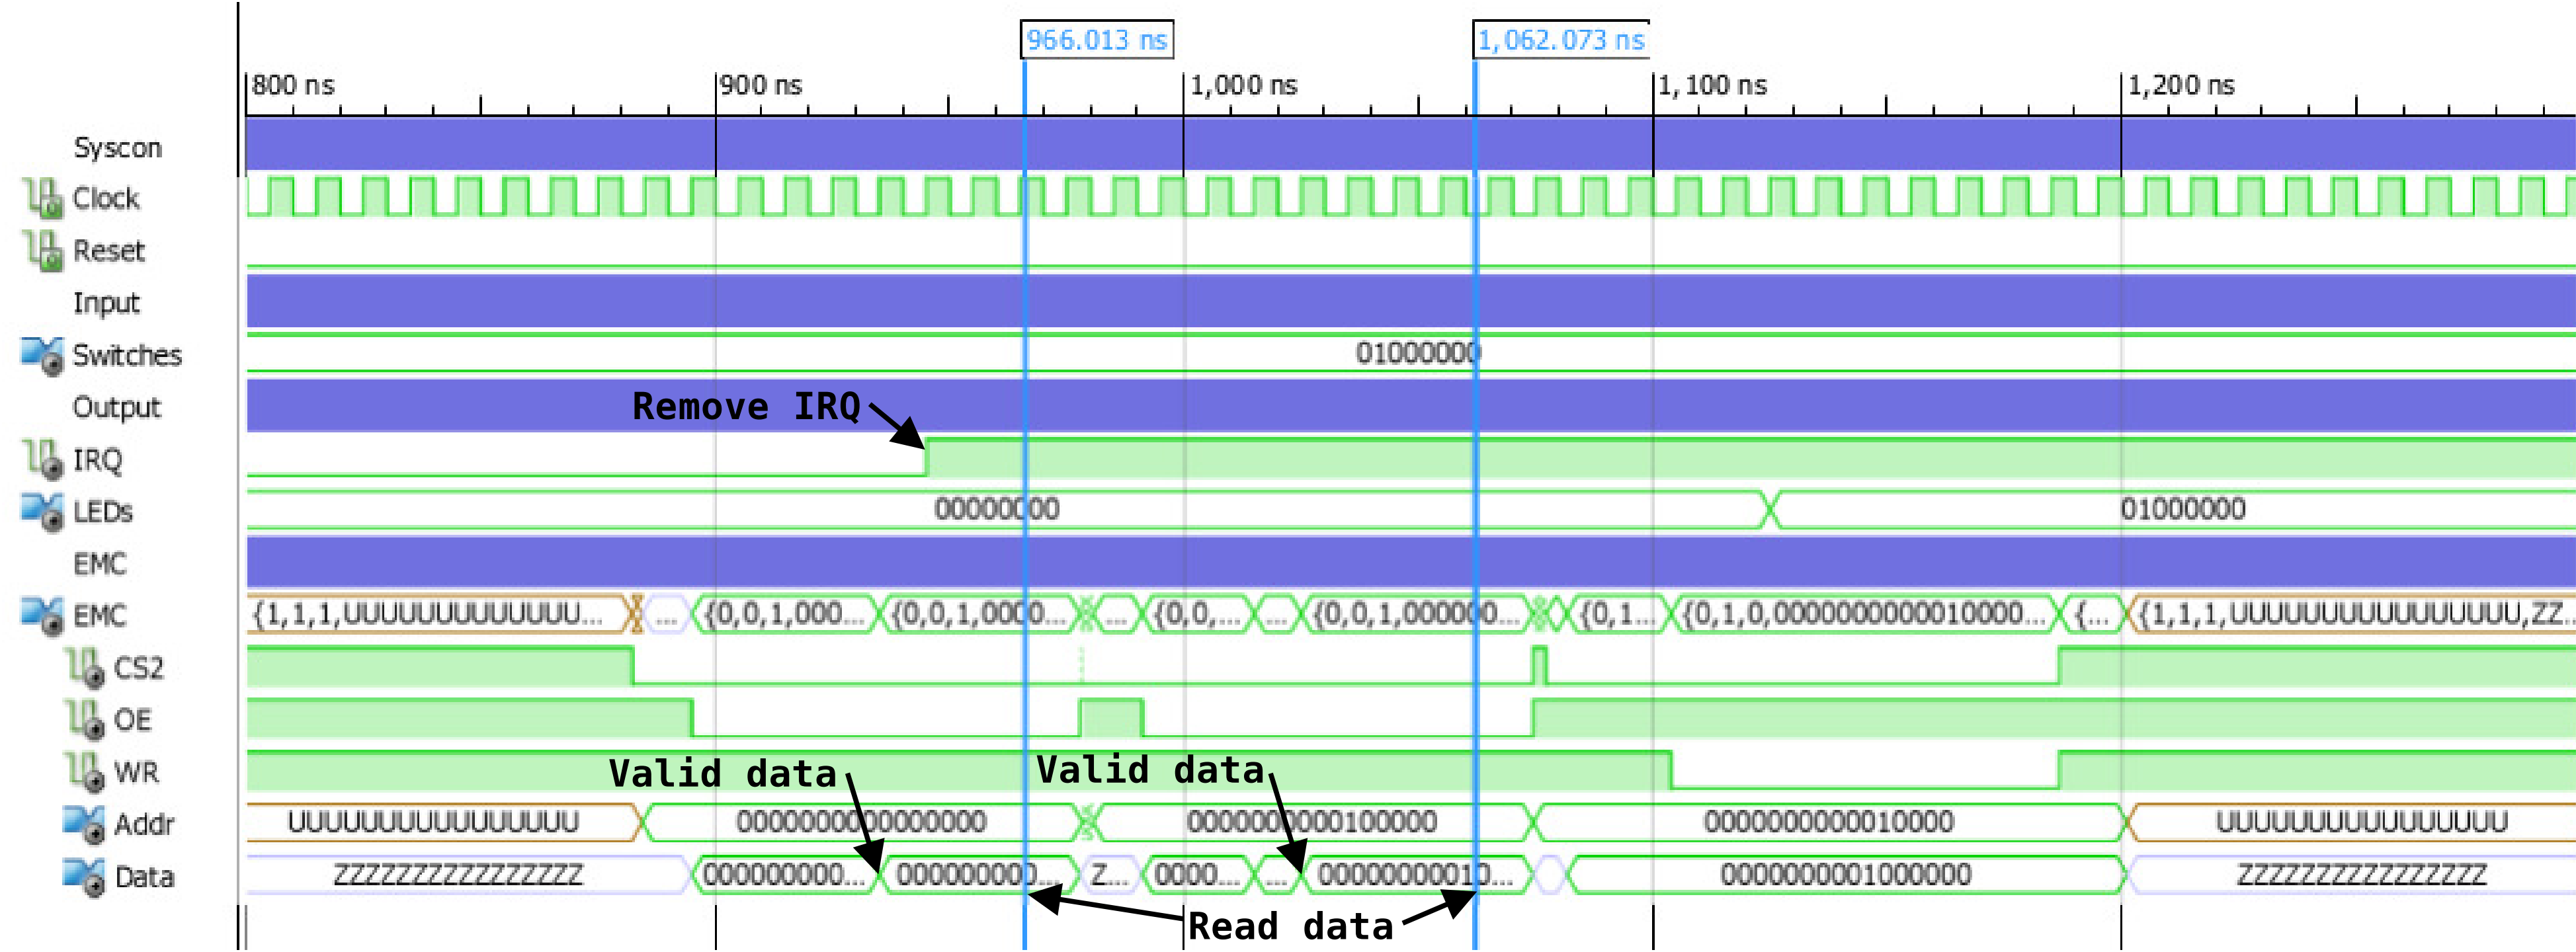 966.013 ns 1,062.073 ns
800 ns 900 ns 1,000 ns 1,100 ns 1,200 ns
Syscon
Clock
Reset
Input
Switches 01000000
Output
Remove IRQ
IRQ
LEDs 00000000 01000000
EMC
EMC {1,1,1,UUUUUUUUUUUUU... ... {0,0,1,000... {0,0,1,0000... ... {0,0,... ... {0,0,1,000000... {0,1... {0,1,0,0000000000010000... {... {1,1,1,UUUUUUUUUUUUUUUU,ZZ...
CS2
OE
WR
Valid data Valid data
Addr UUUUUUUUUUUUUUUU 0000000000000000 0000000000100000 0000000000010000 UUUUUUUUUUUUUUUU
Data ZZZZZZZZZZZZZZZZ 000000000... 000000000... Z... 0000... ... 00000000010... 0000000001000000 ZZZZZZZZZZZZZZZZ
Read data